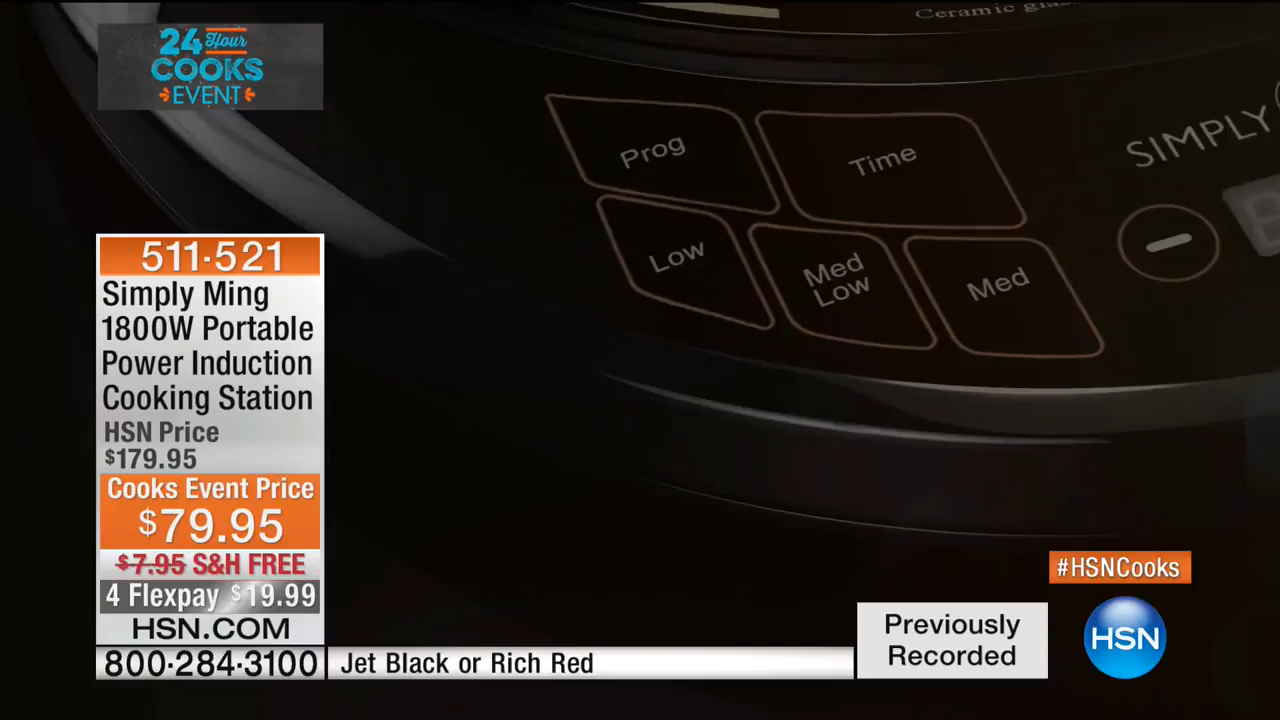 24 Hour
COOKS
EVENT
Ceramic
Prog
Time
SIMPLY
Low
Med
Low
Med
511·521
Simply Ming
1800W Portable
Power Induction
Cooking Station
HSN Price
$179.95
Cooks Event Price
$79.95
$7.95 S&H FREE
4 Flexpay $19.99
HSN.COM
800·284·3100
Jet Black or Rich Red
#HSNCooks
Previously
Recorded
HSN